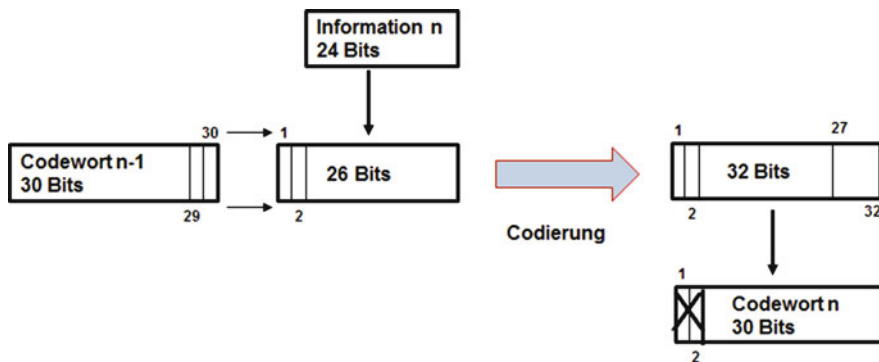 Information n
24 Bits
30
1
Codewort n-1
30 Bits
26 Bits
29
2
Codierung
1
27
32 Bits
2
32
1
Codewort n
30 Bits
2